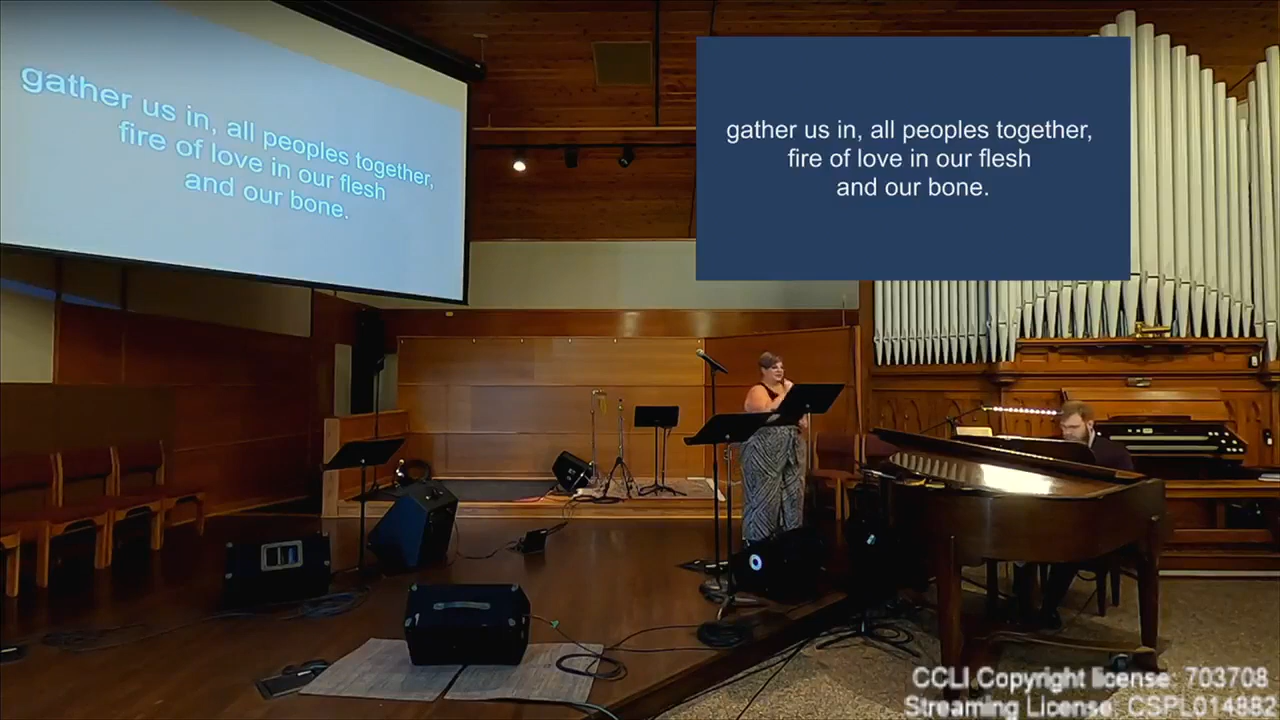 gather us in, all peoples together,
fire of love in our flesh
and our bone.
gather us in, all peoples together,
fire of love in our flesh
and our bone.
CCLI Copyright license: 703708
Streaming License: CSPL014882